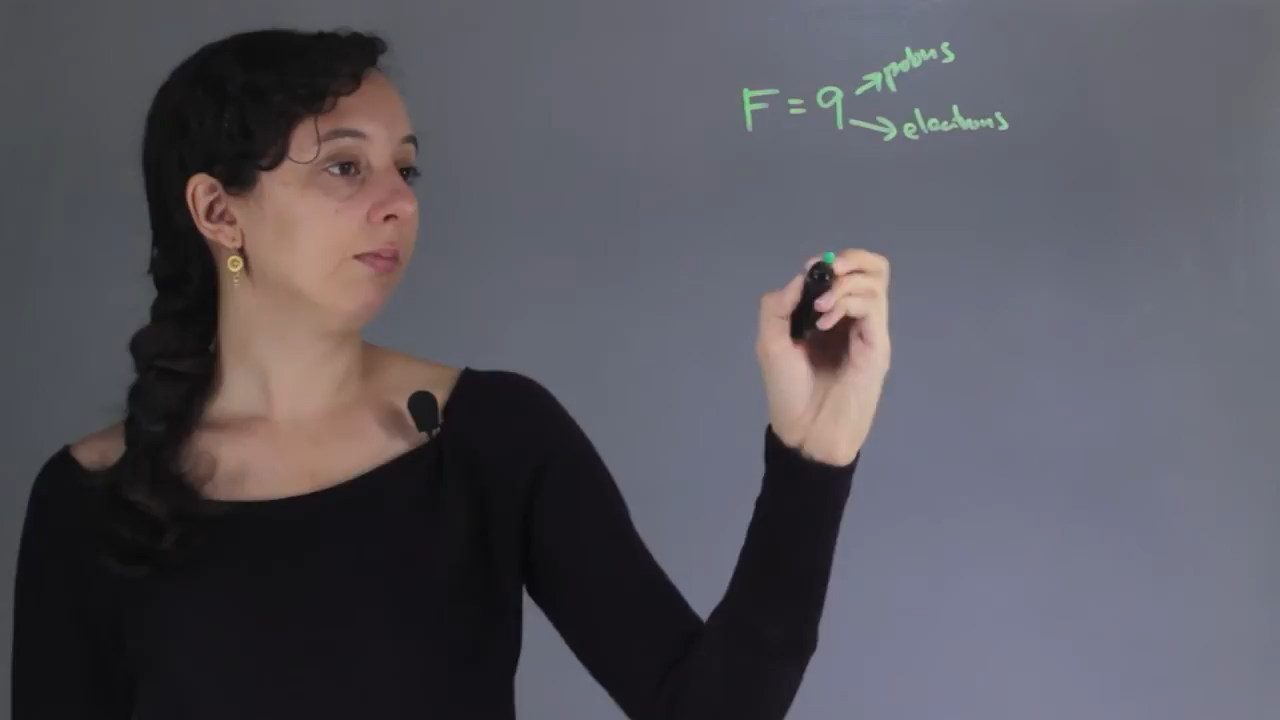 F = 9 → protons
→ electrons